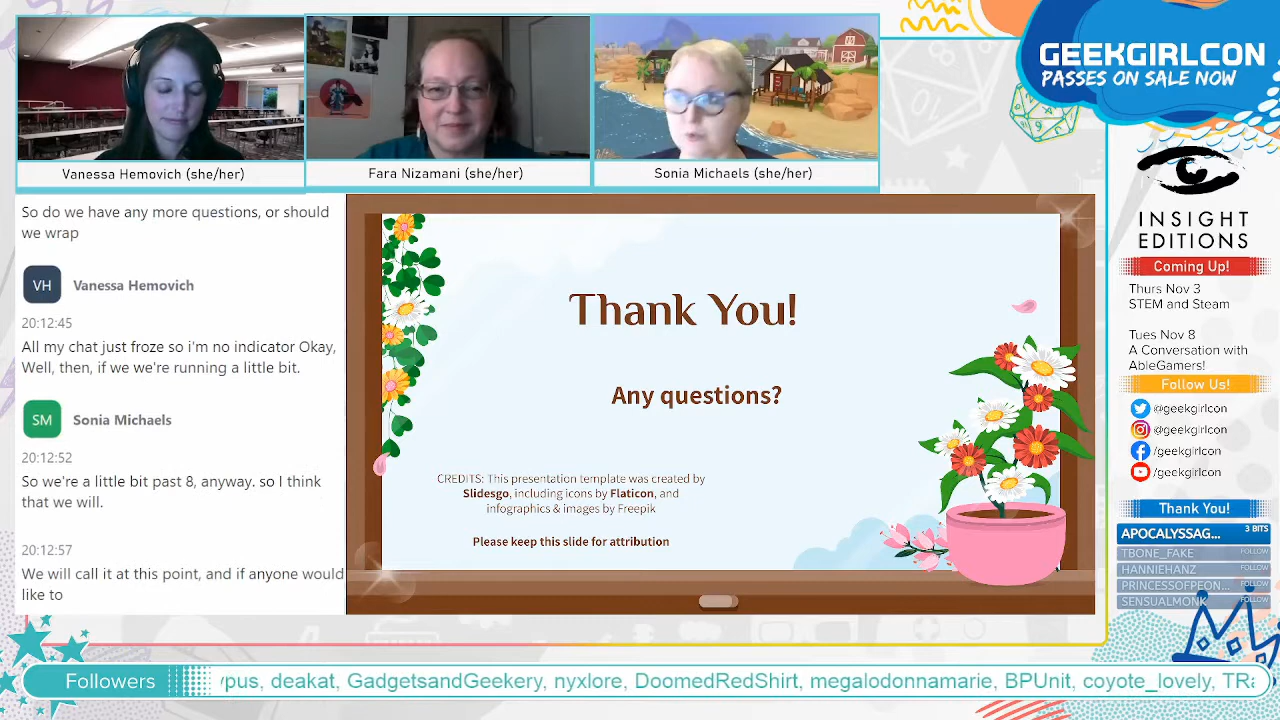 GEEKGIRLCON
PASSES ON SALE NOW
Vanessa Hemovich (she/her)
Fara Nizamani (she/her)
Sonia Michaels (she/her)
So do we have any more questions, or should
we wrap
VH
Vanessa Hemovich
20:12:45
All my chat just froze so i'm no indicator Okay,
Well, then, if we we're running a little bit.
SM
Sonia Michaels
20:12:52
So we're a little bit past 8, anyway. so I think
that we will.
20:12:57
We will call it at this point, and if anyone would
like to
Thank You!
Any questions?
CREDITS: This presentation template was created by
Slidesgo, including icons by Flaticon, and
infographics & images by Freepik
Please keep this slide for attribution
INSIGHT
EDITIONS
Coming Up!
Thurs Nov 3
STEM and Steam
Tues Nov 8
A Conversation with
AbleGamers!
Follow Us!
@geekgirlcon
@geekgirlcon
/geekgirlcon
/geekgirlcon
Thank You!
APOCALYSSAG... 3 BITS
TBONE_FAKE FOLLOW
HANNIEHANZ FOLLOW
PRINCESSOFPEON... FOLLOW
SENSUALMONK FOLLOW
Followers
ypus, deakat, GadgetsandGeekery, nyxlore, DoomedRedShirt, megalodonnamarie, BPUnit, coyote_lovely, TRa